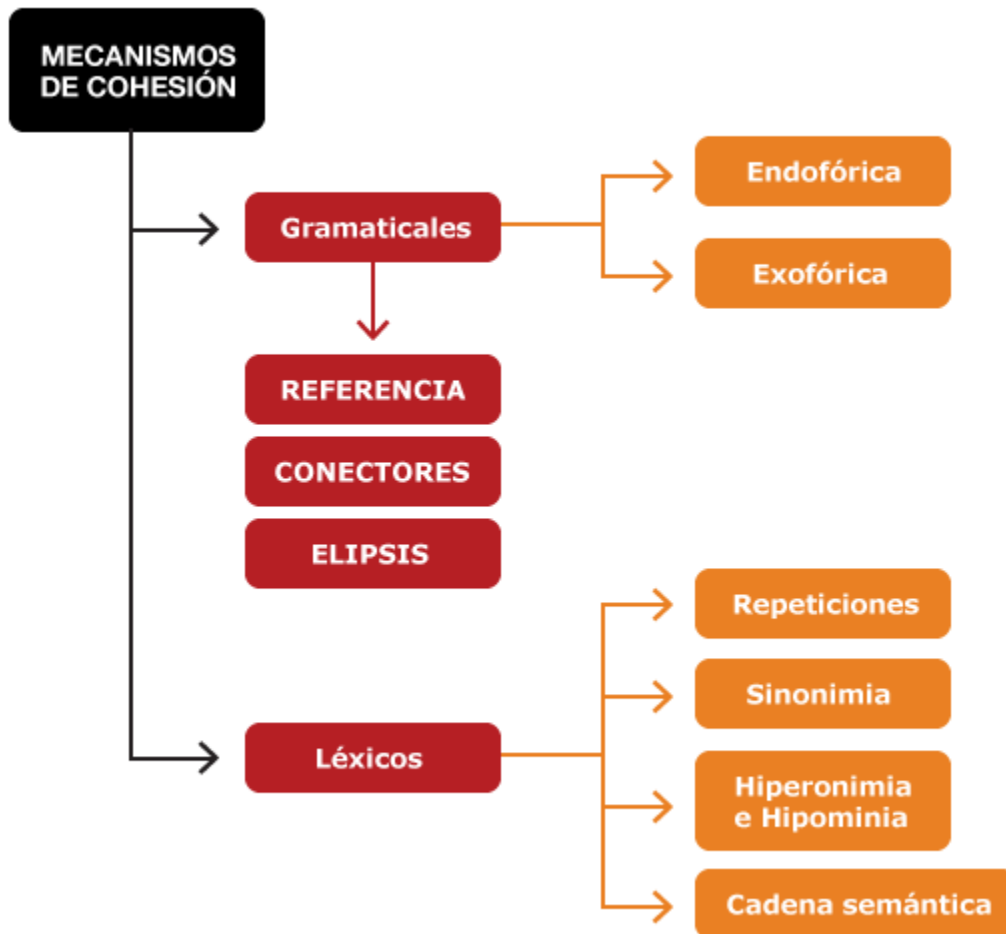 MECANISMOS
DE COHESIÓN
Gramaticales
Endofórica
Exofórica
REFERENCIA
CONECTORES
ELIPSIS
Léxicos
Repeticiones
Sinonimia
Hiperonimia
e Hipominia
Cadena semántica